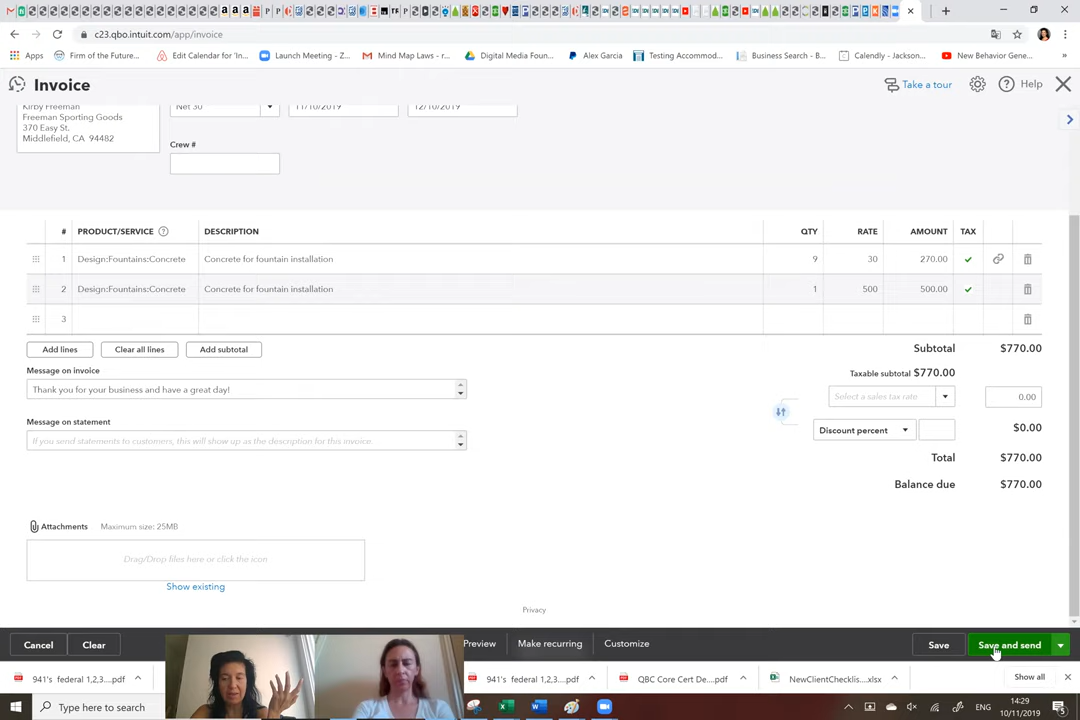 c23.qbo.intuit.com/app/invoice
Apps
Firm of the Future...
Edit Calendar for 'In...
Launch Meeting - Z...
Mind Map Laws - r...
Digital Media Foun...
Alex Garcia
Testing Accommod...
Business Search - B...
Calendly - Jackson...
New Behavior Gene...
Invoice
Take a tour
Help
Kirby Freeman
Freeman Sporting Goods
370 Easy St.
Middlefield, CA 94482
Net 30
11/10/2019
12/10/2019
Crew #
# PRODUCT/SERVICE DESCRIPTION QTY RATE AMOUNT TAX
1 Design:Fountains:Concrete Concrete for fountain installation 9 30 270.00
2 Design:Fountains:Concrete Concrete for fountain installation 1 500 500.00
3
Add lines
Clear all lines
Add subtotal
Subtotal $770.00
Message on invoice
Taxable subtotal $770.00
Thank you for your business and have a great day!
Select a sales tax rate
0.00
Message on statement
Discount percent
$0.00
If you send statements to customers, this will show up as the description for this invoice.
Total $770.00
Balance due $770.00
Attachments Maximum size: 25MB
Drag/Drop files here or click the icon
Show existing
Privacy
Cancel
Clear
Preview
Make recurring
Customize
Save
Save and send
941's federal 1,2,3....pdf
941's federal 1,2,3....pdf
QBC Core Cert De....pdf
NewClientChecklis....xlsx
Show all
Type here to search
ENG
14:29
10/11/2019